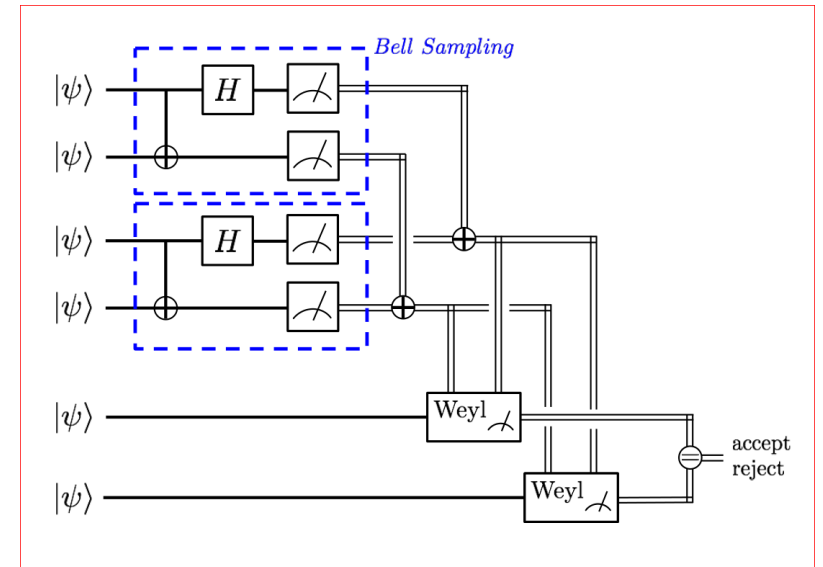 Bell Sampling
|ψ⟩ H
|ψ⟩
|ψ⟩ H
|ψ⟩
|ψ⟩ Weyl
accept
reject
|ψ⟩ Weyl